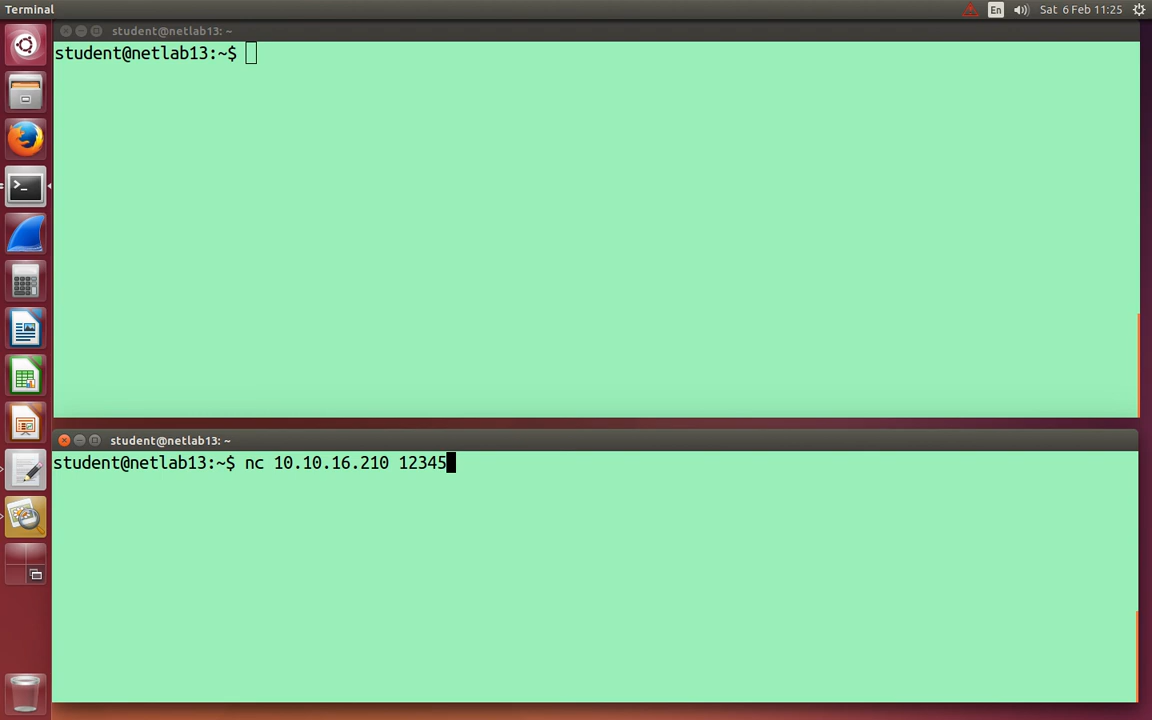 Terminal
En
Sat 6 Feb 11:25
student@netlab13: ~
student@netlab13:~$
student@netlab13: ~
student@netlab13:~$ nc 10.10.16.210 12345